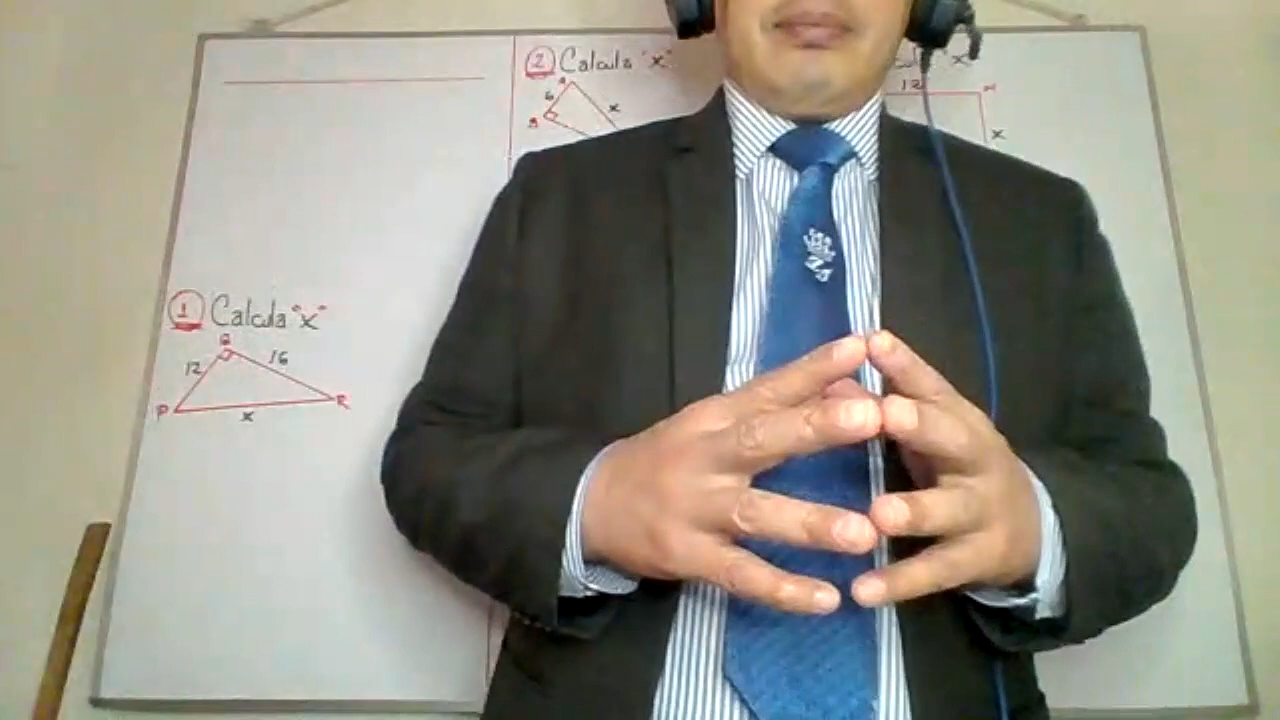 ① Calcula "x"
Q
12 16
P R
x
② Calcula "x"
A
6 x
B
"x"
12
x